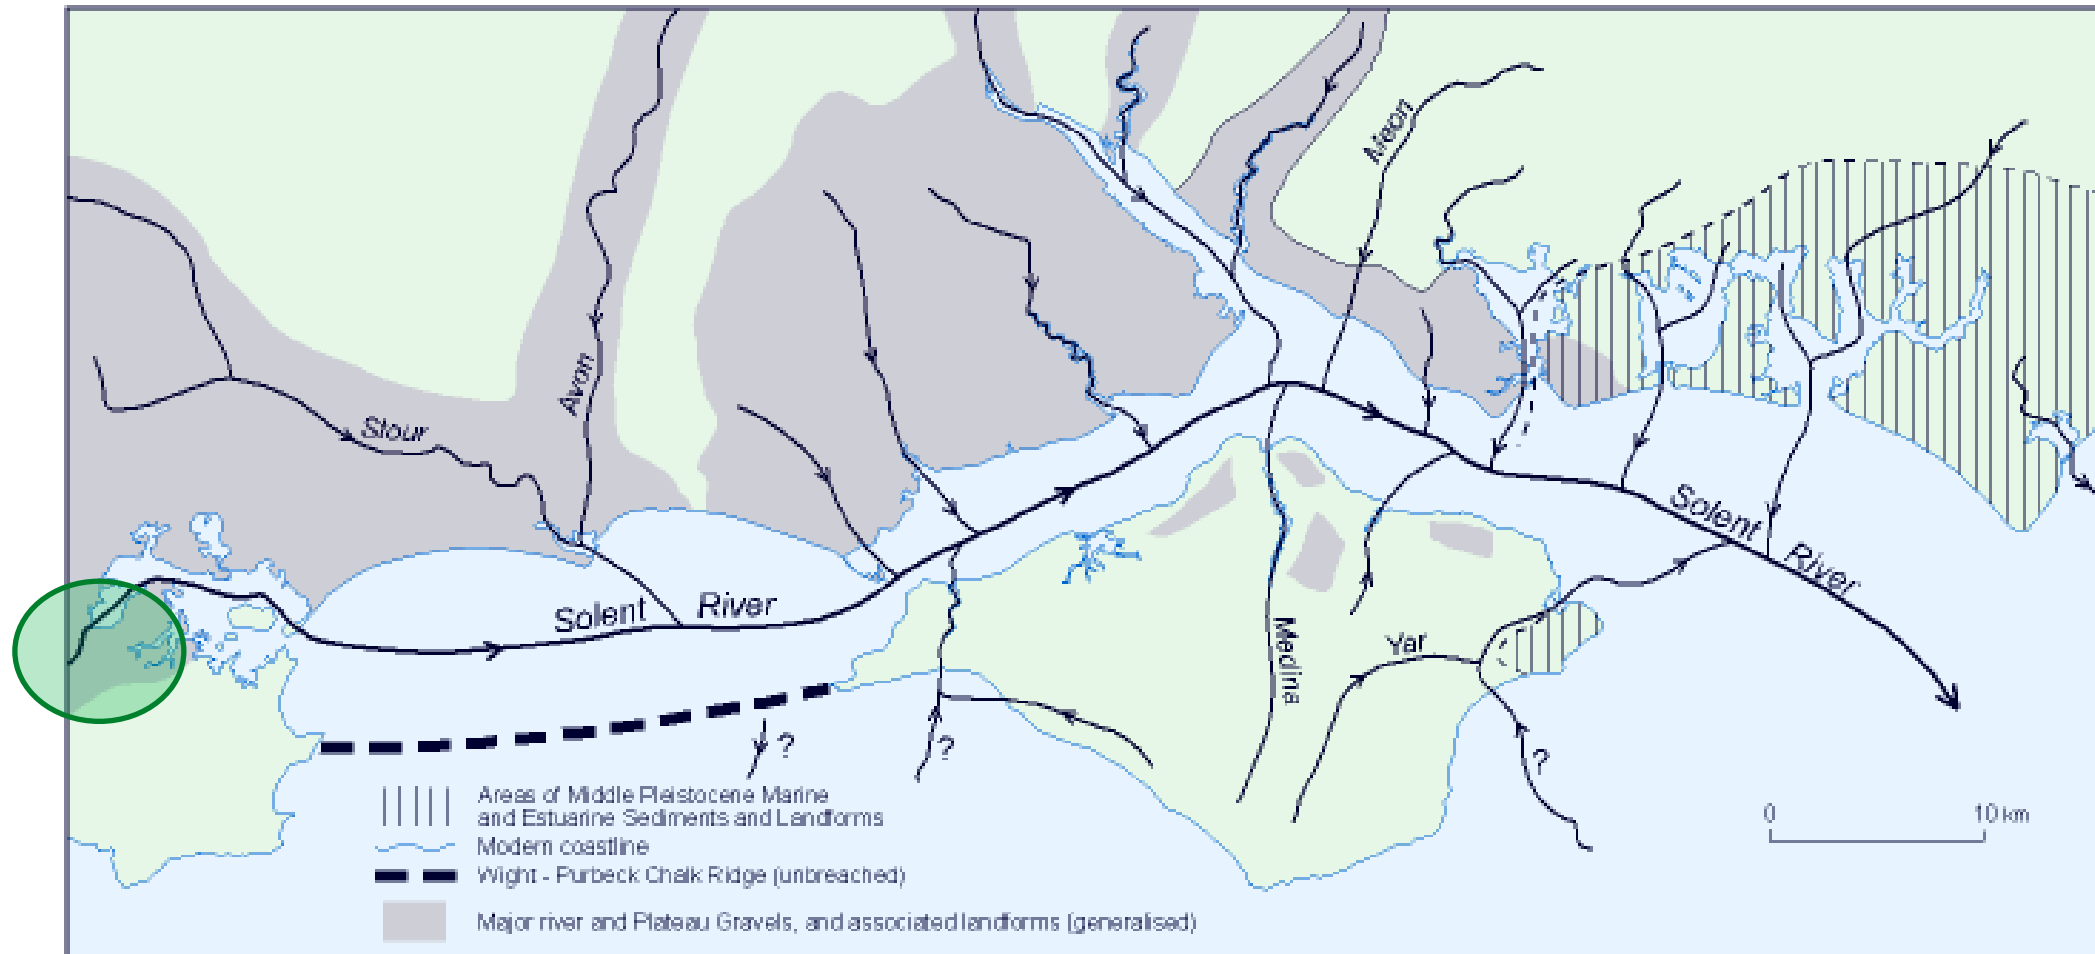 Meon
Avon
Stour
Solent River
Solent River
Medina
Yar
?
?
?
Areas of Middle Pleistocene Marine
and Estuarine Sediments and Landforms
Modern coastline
Wight - Purbeck Chalk Ridge (unbreached)
Major river and Plateau Gravels, and associated landforms (generalised)
0 10 km